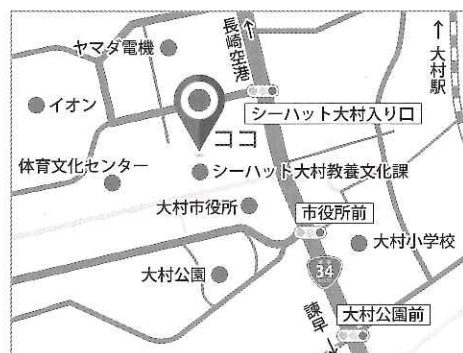 ヤマダ電機
長崎空港
↑
↑
大村駅
イオン
シーハット大村入り口
ココ
体育文化センター
シーハット大村教養文化課
大村市役所
市役所前
大村小学校
大村公園
34
諫早
↓
大村公園前